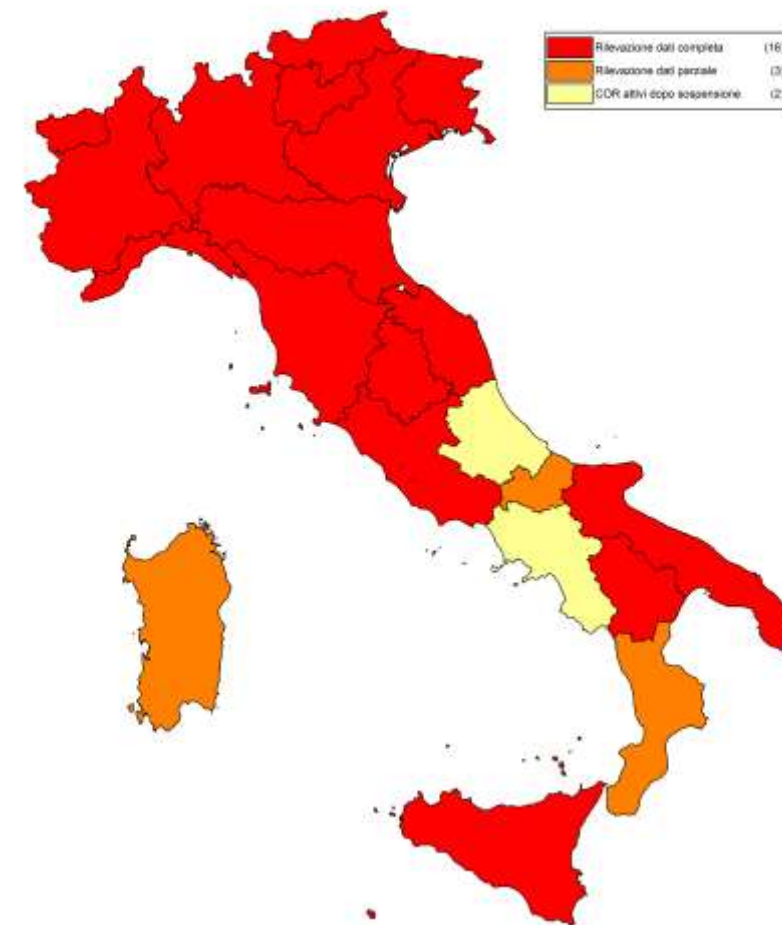 Rilevazione dati completa (16
Rilevazione dati parziale (3
COR attivi dopo sospensione (2